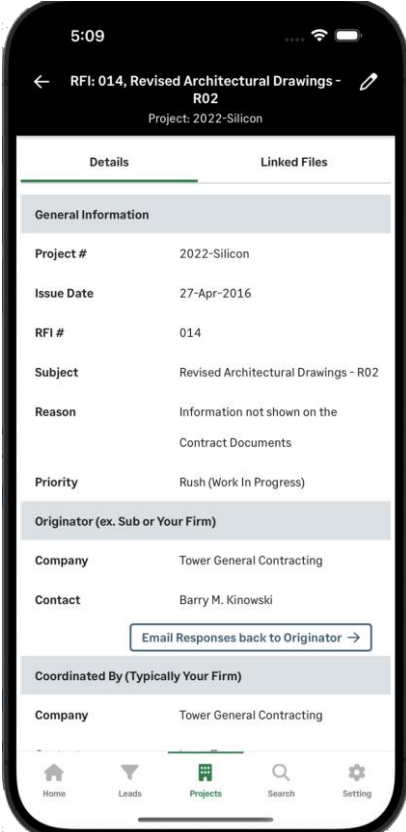 5:09
RFI: 014, Revised Architectural Drawings -
R02
Project: 2022-Silicon
Details Linked Files
General Information
Project # 2022-Silicon
Issue Date 27-Apr-2016
RFI # 014
Subject Revised Architectural Drawings - R02
Reason Information not shown on the
Contract Documents
Priority Rush (Work In Progress)
Originator (ex. Sub or Your Firm)
Company Tower General Contracting
Contact Barry M. Kinowski
Email Responses back to Originator →
Coordinated By (Typically Your Firm)
Company Tower General Contracting
Home Leads Projects Search Setting